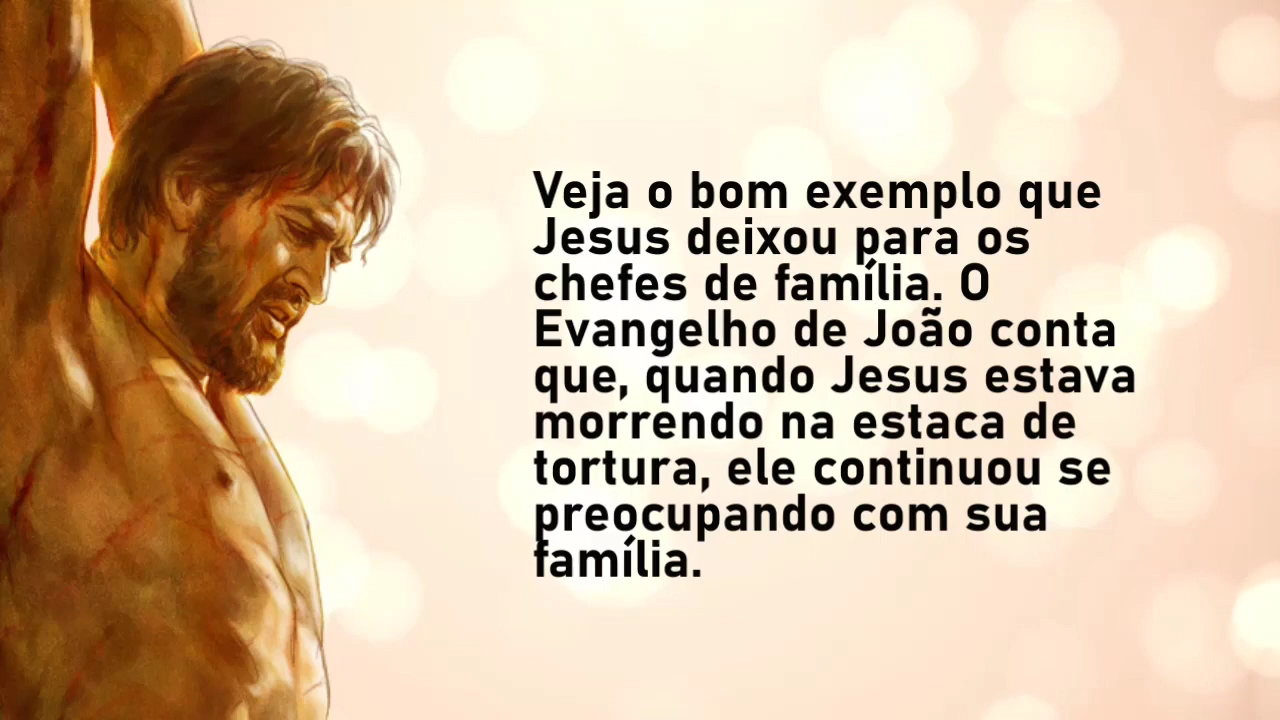 Veja o bom exemplo que
Jesus deixou para os
chefes de família. O
Evangelho de João conta
que, quando Jesus estava
morrendo na estaca de
tortura, ele continuou se
preocupando com sua
família.